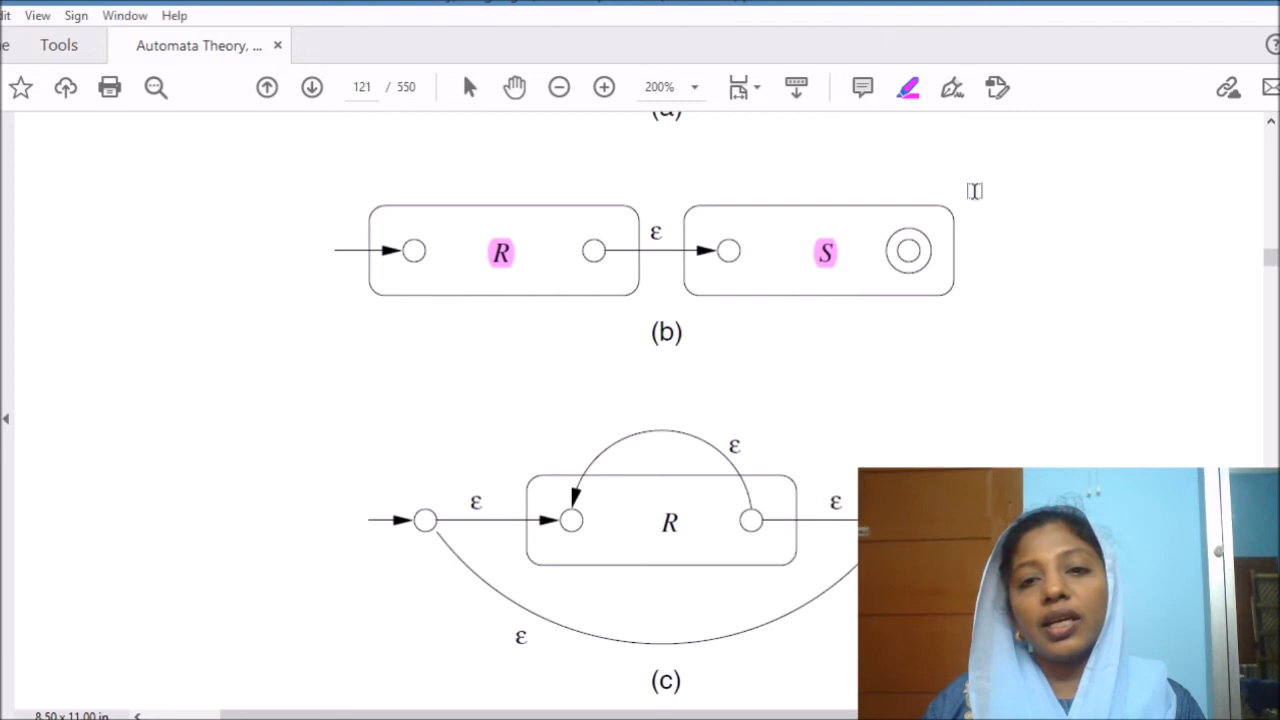 View Sign Window Help
Tools
Automata Theory, ... ×
121 / 550
200%
(a)
R
ε
S
(b)
ε
ε
R
ε
ε
(c)
8.50 x 11.00 in